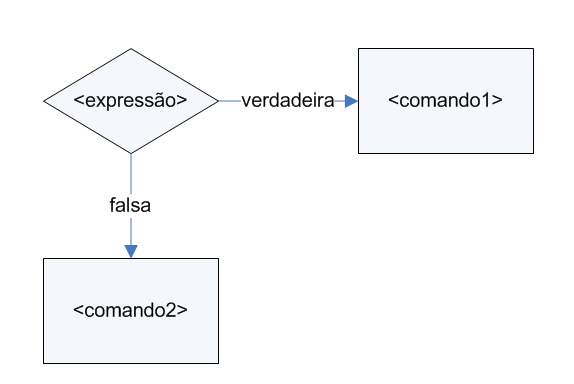 <expressão>
verdadeira
<comando1>
falsa
<comando2>